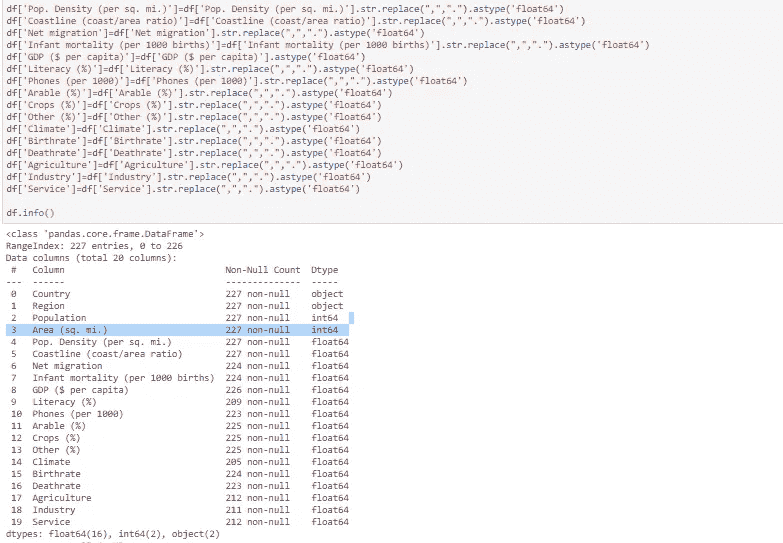 df['Pop. Density (per sq. mi.)']=df['Pop. Density (per sq. mi.)'].str.replace(",",".").astype('float64')
df['Coastline (coast/area ratio)']=df['Coastline (coast/area ratio)'].str.replace(",",".").astype('float64')
df['Net migration']=df['Net migration'].str.replace(",",".").astype('float64')
df['Infant mortality (per 1000 births)']=df['Infant mortality (per 1000 births)'].str.replace(",",".").astype('float64')
df['GDP ($ per capita)']=df['GDP ($ per capita)'].astype('float64')
df['Literacy (%)']=df['Literacy (%)'].str.replace(",",".").astype('float64')
df['Phones (per 1000)']=df['Phones (per 1000)'].str.replace(",",".").astype('float64')
df['Arable (%)']=df['Arable (%)'].str.replace(",",".").astype('float64')
df['Crops (%)']=df['Crops (%)'].str.replace(",",".").astype('float64')
df['Other (%)']=df['Other (%)'].str.replace(",",".").astype('float64')
df['Climate']=df['Climate'].str.replace(",",".").astype('float64')
df['Birthrate']=df['Birthrate'].str.replace(",",".").astype('float64')
df['Deathrate']=df['Deathrate'].str.replace(",",".").astype('float64')
df['Agriculture']=df['Agriculture'].str.replace(",",".").astype('float64')
df['Industry']=df['Industry'].str.replace(",",".").astype('float64')
df['Service']=df['Service'].str.replace(",",".").astype('float64')
df.info()
<class 'pandas.core.frame.DataFrame'>
RangeIndex: 227 entries, 0 to 226
Data columns (total 20 columns):
# Column Non-Null Count Dtype
--- ------ -------------- -----
0 Country 227 non-null object
1 Region 227 non-null object
2 Population 227 non-null int64
3 Area (sq. mi.) 227 non-null int64
4 Pop. Density (per sq. mi.) 227 non-null float64
5 Coastline (coast/area ratio) 227 non-null float64
6 Net migration 224 non-null float64
7 Infant mortality (per 1000 births) 224 non-null float64
8 GDP ($ per capita) 226 non-null float64
9 Literacy (%) 209 non-null float64
10 Phones (per 1000) 223 non-null float64
11 Arable (%) 225 non-null float64
12 Crops (%) 225 non-null float64
13 Other (%) 225 non-null float64
14 Climate 205 non-null float64
15 Birthrate 224 non-null float64
16 Deathrate 223 non-null float64
17 Agriculture 212 non-null float64
18 Industry 211 non-null float64
19 Service 212 non-null float64
dtypes: float64(16), int64(2), object(2)